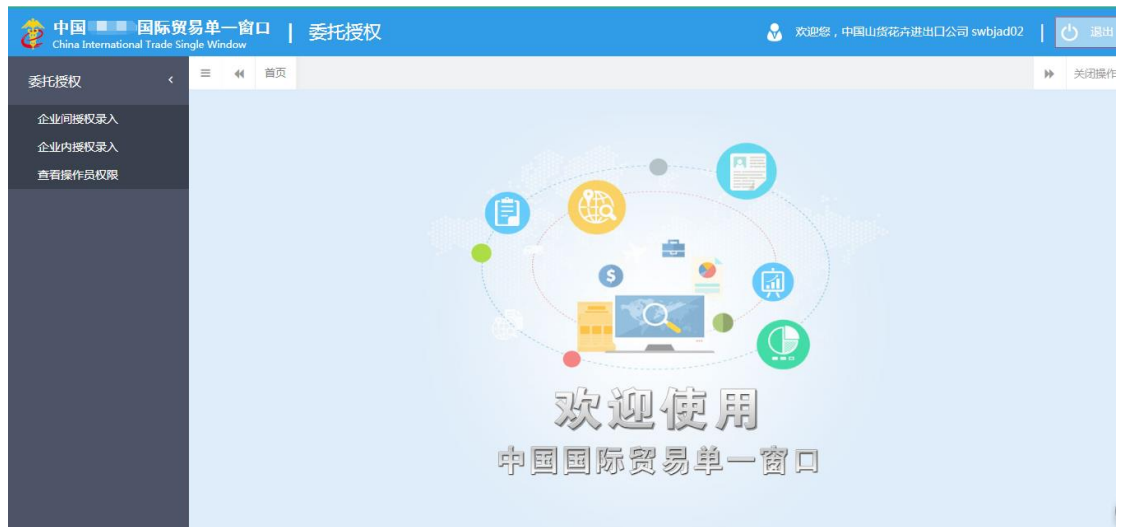 中国 国际贸易单一窗口 | 委托授权
China International Trade Single Window
欢迎您，中国山货花卉进出口公司 swbjad02 | 退出
委托授权
首页
关闭操作
企业间授权录入
企业内授权录入
查看操作员权限
欢迎使用
中国国际贸易单一窗口